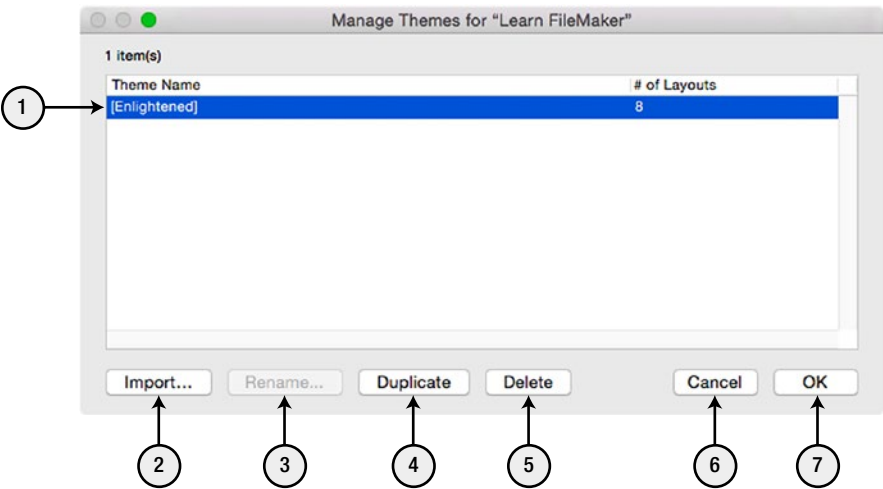 Manage Themes for “Learn FileMaker”
1 item(s)
Theme Name # of Layouts
1 [Enlightened] 8
Import... Rename... Duplicate Delete Cancel OK
2 3 4 5 6 7